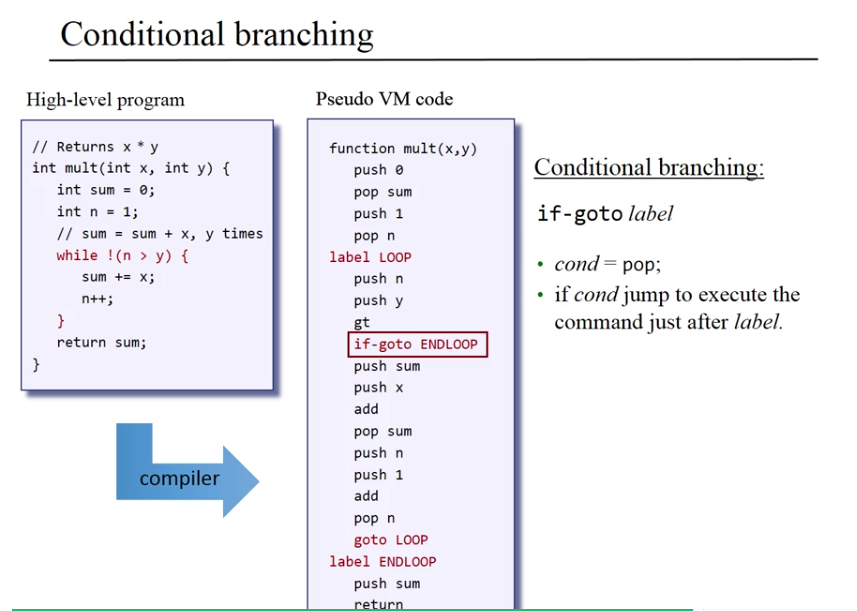 Conditional branching
High-level program
// Returns x * y
int mult(int x, int y) {
int sum = 0;
int n = 1;
// sum = sum + x, y times
while !(n > y) {
sum += x;
n++;
}
return sum;
}
compiler
Pseudo VM code
function mult(x,y)
push 0
pop sum
push 1
pop n
label LOOP
push n
push y
gt
if-goto ENDLOOP
push sum
push x
add
pop sum
push n
push 1
add
pop n
goto LOOP
label ENDLOOP
push sum
return
Conditional branching:
if-goto label
• cond = pop;
• if cond jump to execute the
command just after label.